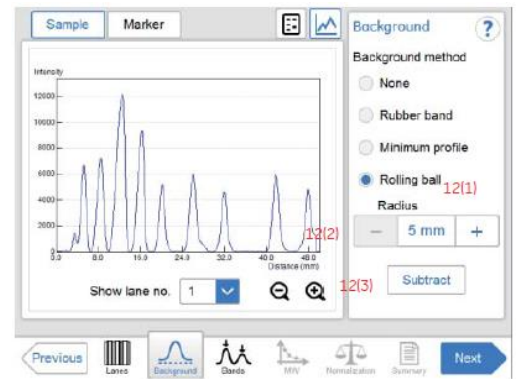 Sample
Marker
Background
?
Background method
None
Rubber band
Minimum profile
Rolling ball
12(1)
Radius
− 5 mm +
12(2)
12(3)
Subtract
Intensity
12000
10000
8000
6000
4000
2000
0.0 8.0 16.0 24.0 32.0 40.0 48.0
Distance (mm)
Show lane no. 1
Previous
Lanes
Background
Bands
MW
Normalization
Summary
Next